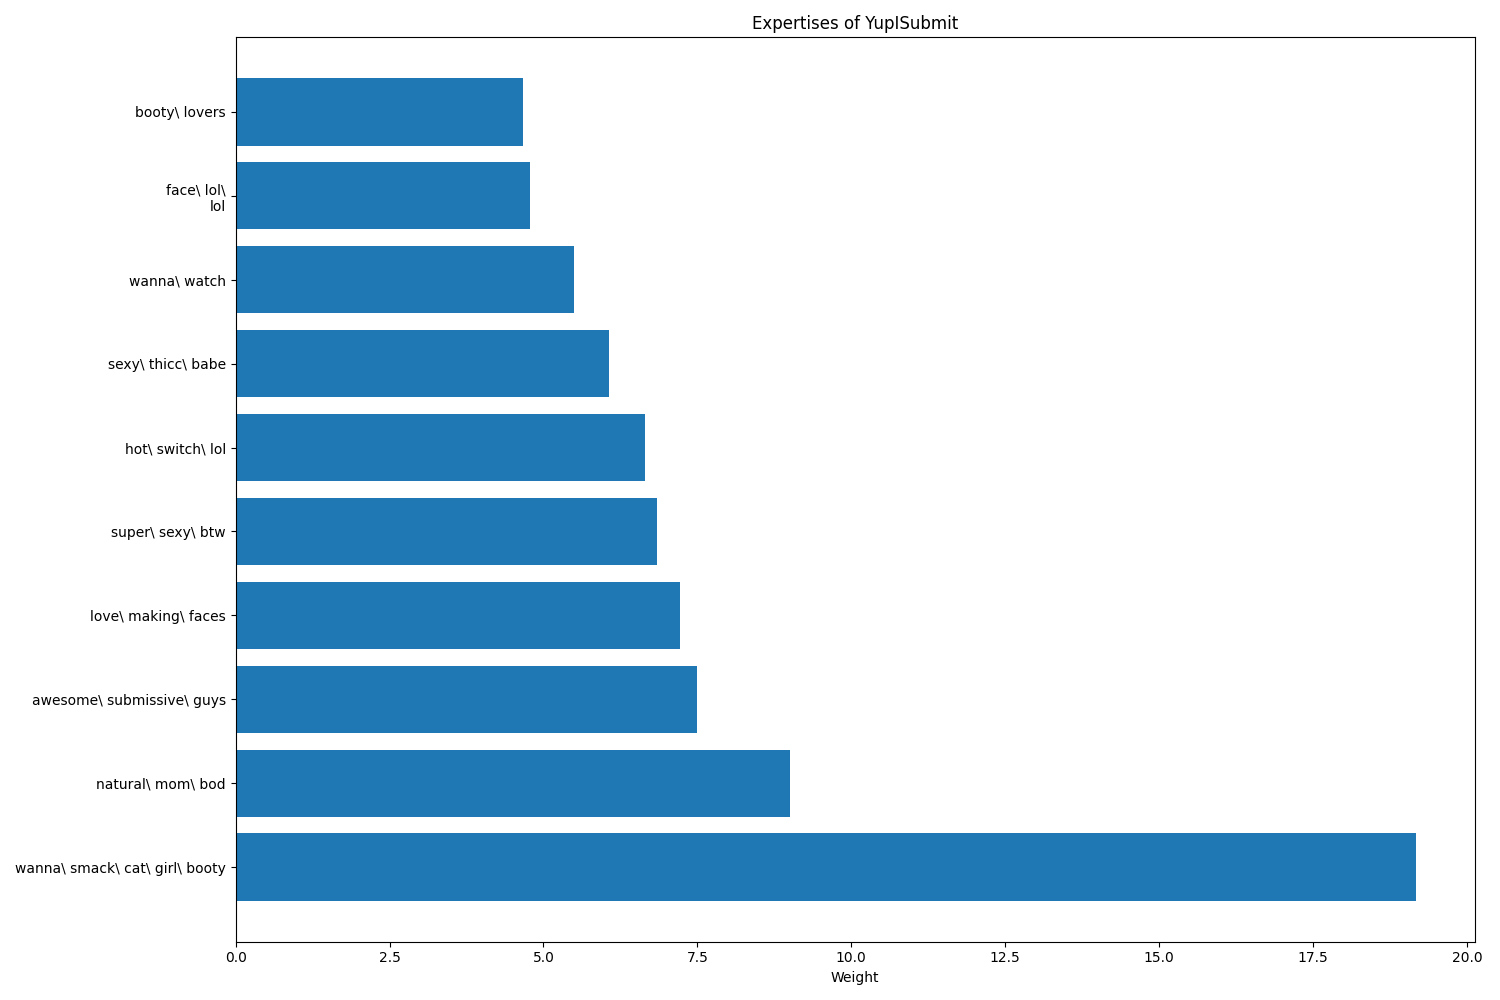 Expertises of YupISubmit
booty\ lovers
face\ lol\
lol
wanna\ watch
sexy\ thicc\ babe
hot\ switch\ lol
super\ sexy\ btw
love\ making\ faces
awesome\ submissive\ guys
natural\ mom\ bod
wanna\ smack\ cat\ girl\ booty
0.0 2.5 5.0 7.5 10.0 12.5 15.0 17.5 20.0
Weight